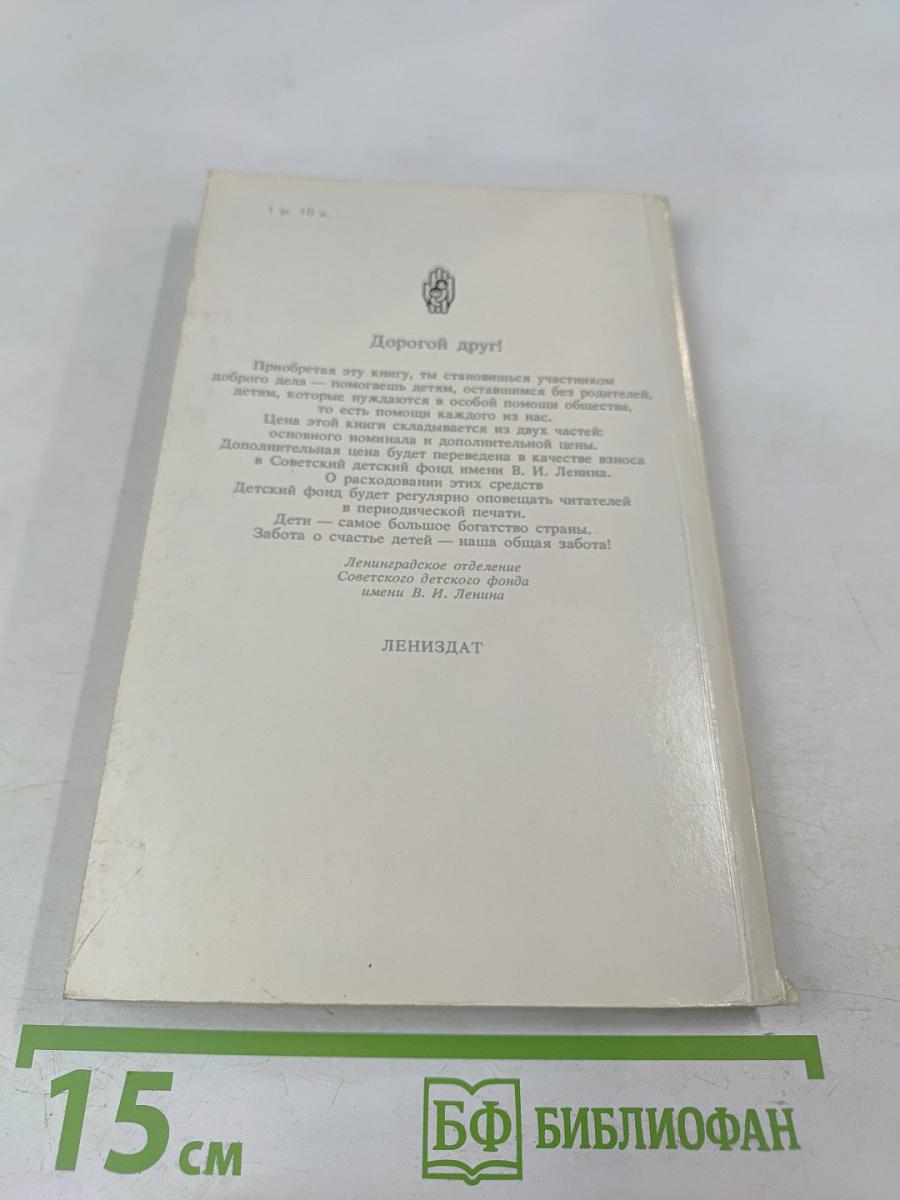 1 р. 10 к.
Дорогой друг!
Приобретая эту книгу, ты становишься участником
доброго дела — помогаешь детям, оставшимся без родителей,
детям, которые нуждаются в особой помощи общества,
то есть помощи каждого из нас.
Цена этой книги складывается из двух частей:
основного номинала и дополнительной цены.
Дополнительная цена будет переведена в качестве взноса
в Советский детский фонд имени В. И. Ленина.
О расходовании этих средств
Детский фонд будет регулярно оповещать читателей
в периодической печати.
Дети — самое большое богатство страны.
Забота о счастье детей — наша общая забота!
Ленинградское отделение
Советского детского фонда
имени В. И. Ленина
ЛЕНИЗДАТ
15 см
БФ БИБЛИОФАН